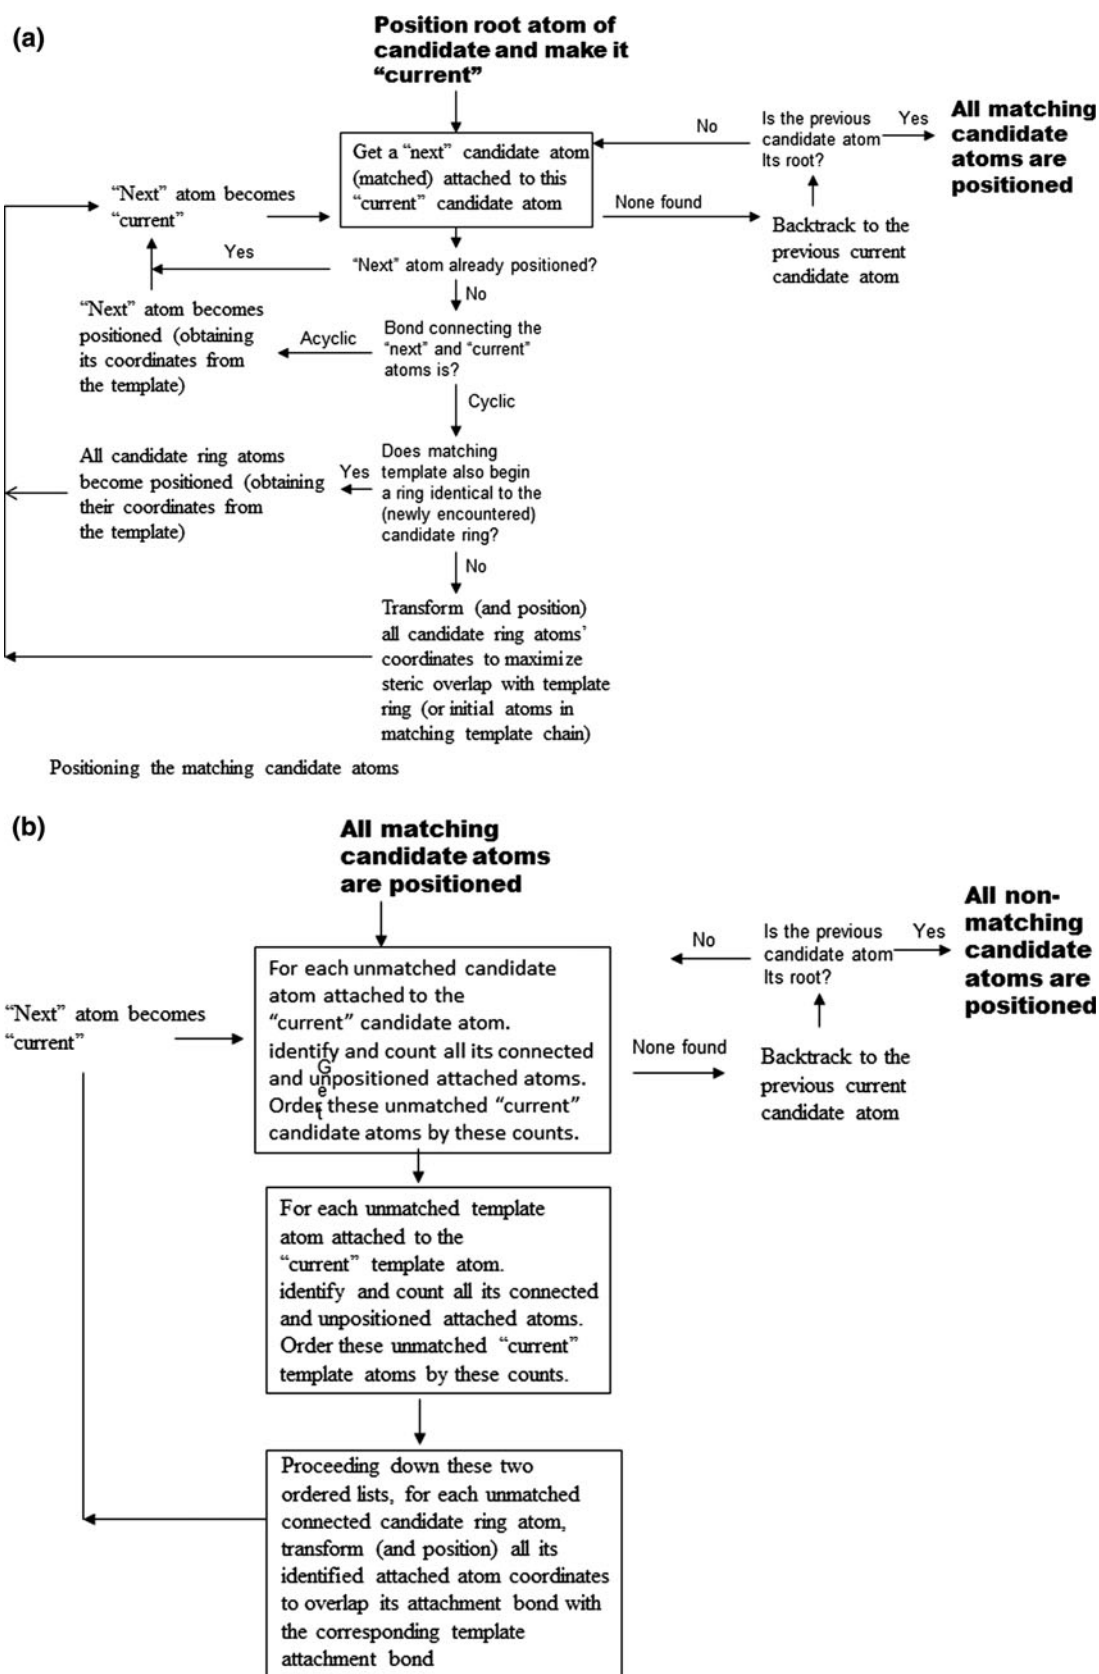 (a)
Position root atom of
candidate and make it
“current”
Get a “next” candidate atom
(matched) attached to this
“current” candidate atom
No
Is the previous
candidate atom
Its root?
Yes
All matching
candidate
atoms are
positioned
“Next” atom becomes
“current”
None found
Backtrack to the
previous current
candidate atom
Yes
“Next” atom already positioned?
No
“Next” atom becomes
positioned (obtaining
its coordinates from
the template)
Acyclic
Bond connecting the
“next” and “current”
atoms is?
Cyclic
All candidate ring atoms
become positioned (obtaining
their coordinates from
the template)
Yes
Does matching
template also begin
a ring identical to the
(newly encountered)
candidate ring?
No
Transform (and position)
all candidate ring atoms’
coordinates to maximize
steric overlap with template
ring (or initial atoms in
matching template chain)
Positioning the matching candidate atoms
(b)
All matching
candidate atoms
are positioned
No
Is the previous
candidate atom
Its root?
Yes
All non-
matching
candidate
atoms are
positioned
“Next” atom becomes
“current”
For each unmatched candidate
atom attached to the
“current” candidate atom.
identify and count all its connected
and unpositioned attached atoms.
Order these unmatched “current”
candidate atoms by these counts.
Get
None found
Backtrack to the
previous current
candidate atom
For each unmatched template
atom attached to the
“current” template atom.
identify and count all its connected
and unpositioned attached atoms.
Order these unmatched “current”
template atoms by these counts.
Proceeding down these two
ordered lists, for each unmatched
connected candidate ring atom,
transform (and position) all its
identified attached atom coordinates
to overlap its attachment bond with
the corresponding template
attachment bond